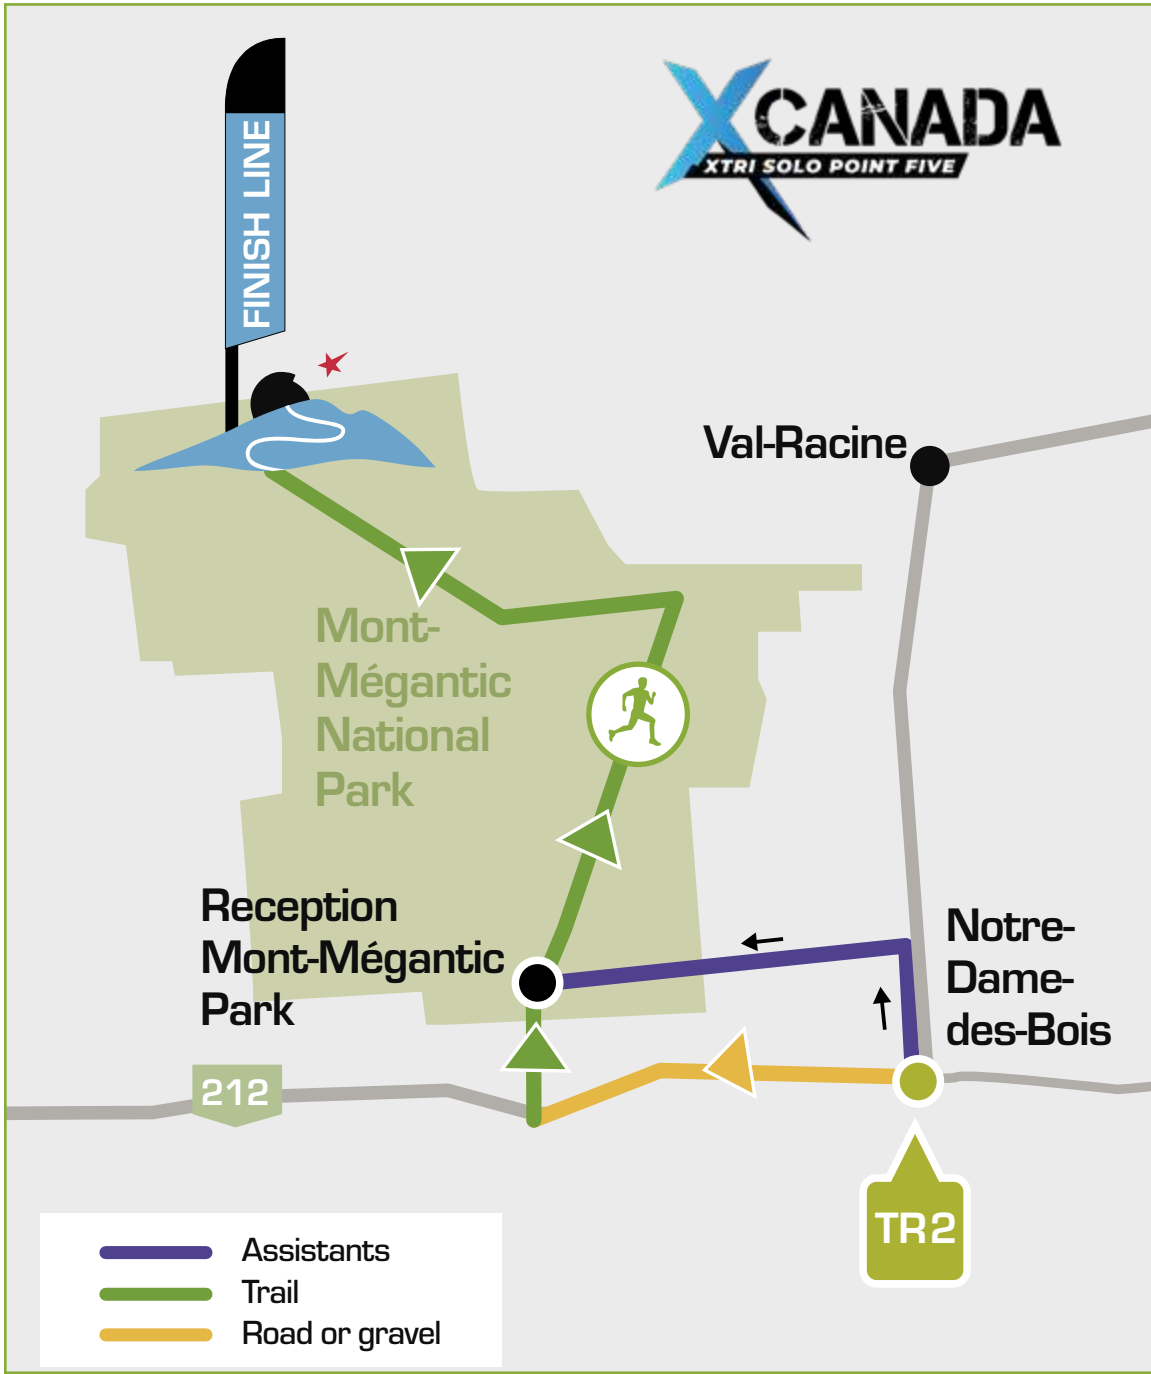 XCANADA
XTRI SOLO POINT FIVE
FINISH LINE
Val-Racine
Mont-
Mégantic
National
Park
Reception
Mont-Mégantic
Park
Notre-
Dame-
des-Bois
212
TR2
Assistants
Trail
Road or gravel